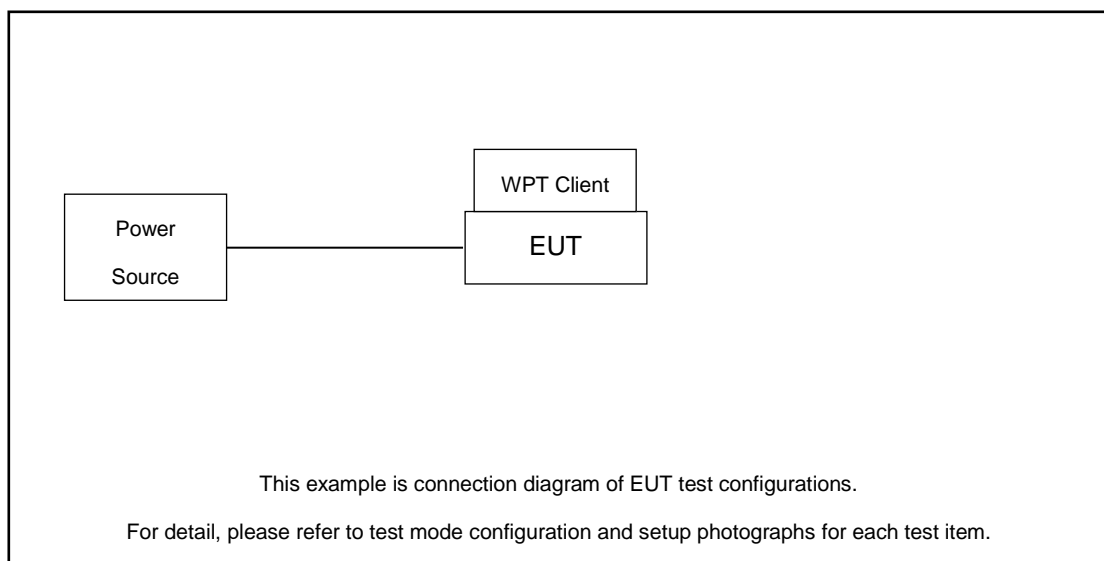 WPT Client
Power
Source
EUT
This example is connection diagram of EUT test configurations.
For detail, please refer to test mode configuration and setup photographs for each test item.